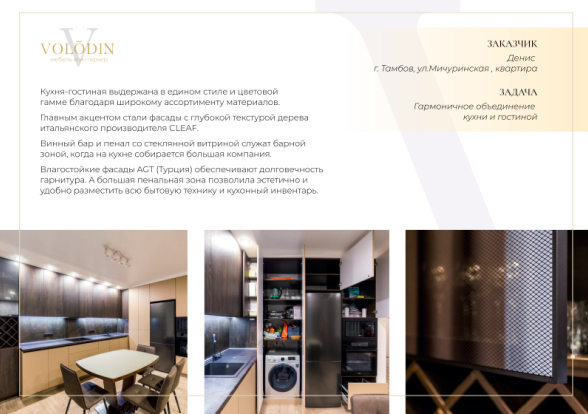 VOLODIN
мебель & интерьер
ЗАКАЗЧИК
Денис
г. Тамбов, ул.Мичуринская , квартира
ЗАДАЧА
Гармоничное объединение
кухни и гостиной
Кухня-гостиная выдержана в едином стиле и цветовой
гамме благодаря широкому ассортименту материалов.
Главным акцентом стали фасады с глубокой текстурой дерева
итальянского производителя CLEAF.
Винный бар и пенал со стеклянной витриной служат барной
зоной, когда на кухне собирается большая компания.
Влагостойкие фасады AGT (Турция) обеспечивают долговечность
гарнитура. А большая пенальная зона позволила эстетично и
удобно разместить всю бытовую технику и кухонный инвентарь.